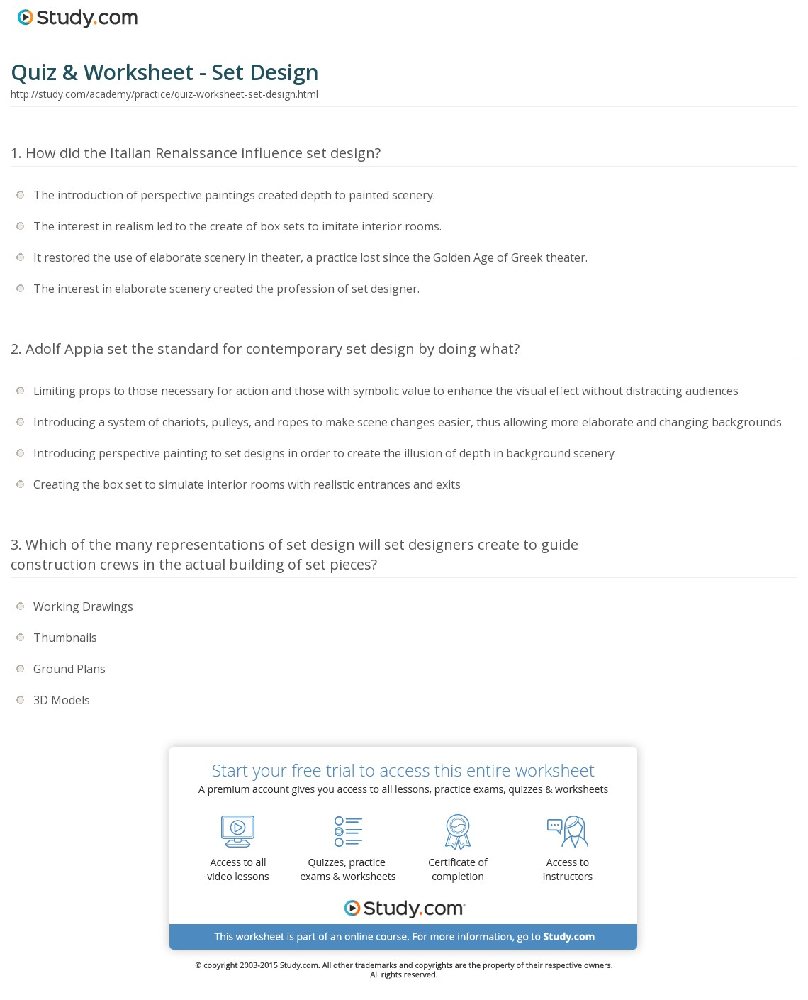 Study.com
Quiz & Worksheet - Set Design
http://study.com/academy/practice/quiz-worksheet-set-design.html
1. How did the Italian Renaissance influence set design?
The introduction of perspective paintings created depth to painted scenery.
The interest in realism led to the create of box sets to imitate interior rooms.
It restored the use of elaborate scenery in theater, a practice lost since the Golden Age of Greek theater.
The interest in elaborate scenery created the profession of set designer.
2. Adolf Appia set the standard for contemporary set design by doing what?
Limiting props to those necessary for action and those with symbolic value to enhance the visual effect without distracting audiences
Introducing a system of chariots, pulleys, and ropes to make scene changes easier, thus allowing more elaborate and changing backgrounds
Introducing perspective painting to set designs in order to create the illusion of depth in background scenery
Creating the box set to simulate interior rooms with realistic entrances and exits
3. Which of the many representations of set design will set designers create to guide
construction crews in the actual building of set pieces?
Working Drawings
Thumbnails
Ground Plans
3D Models
Start your free trial to access this entire worksheet
A premium account gives you access to all lessons, practice exams, quizzes & worksheets
Access to all
video lessons
Quizzes, practice
exams & worksheets
Certificate of
completion
Access to
instructors
Study.com
This worksheet is part of an online course. For more information, go to Study.com
© copyright 2003-2015 Study.com. All other trademarks and copyrights are the property of their respective owners.
All rights reserved.